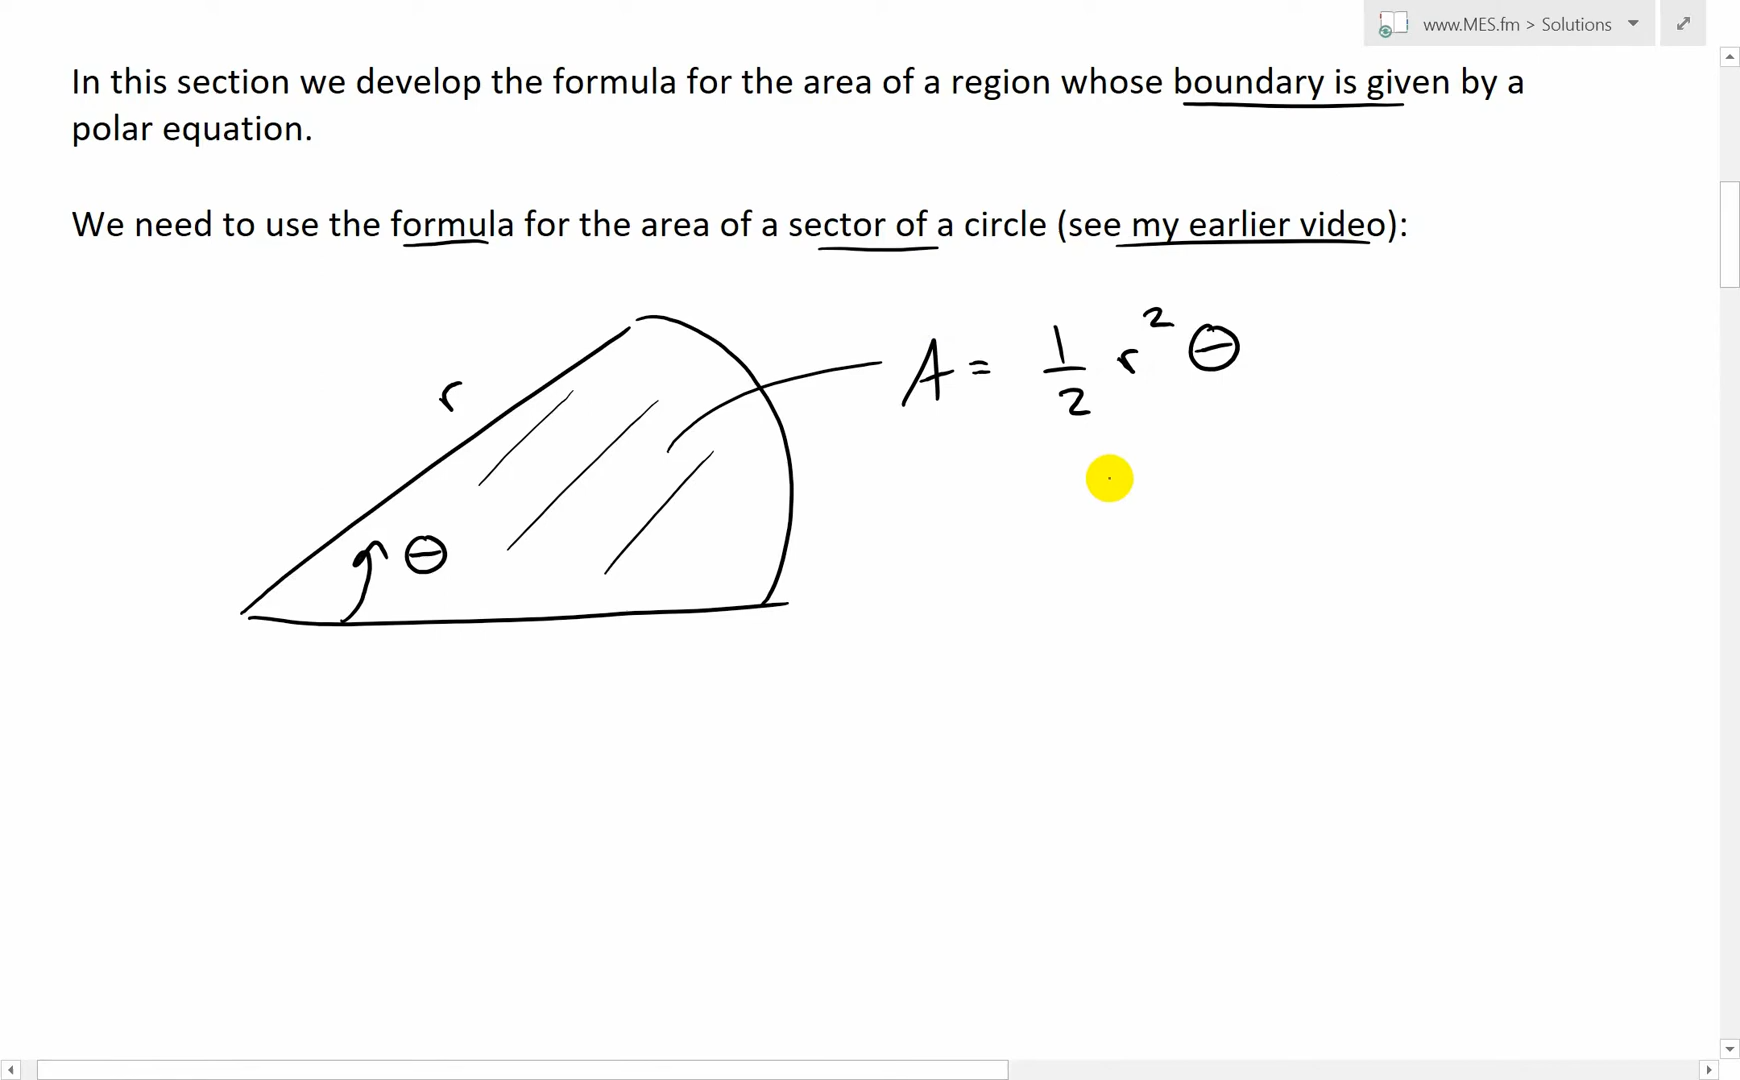 www.MES.fm > Solutions
In this section we develop the formula for the area of a region whose boundary is given by a
polar equation.
We need to use the formula for the area of a sector of a circle (see my earlier video):
A = 1/2 r² θ
r
θ